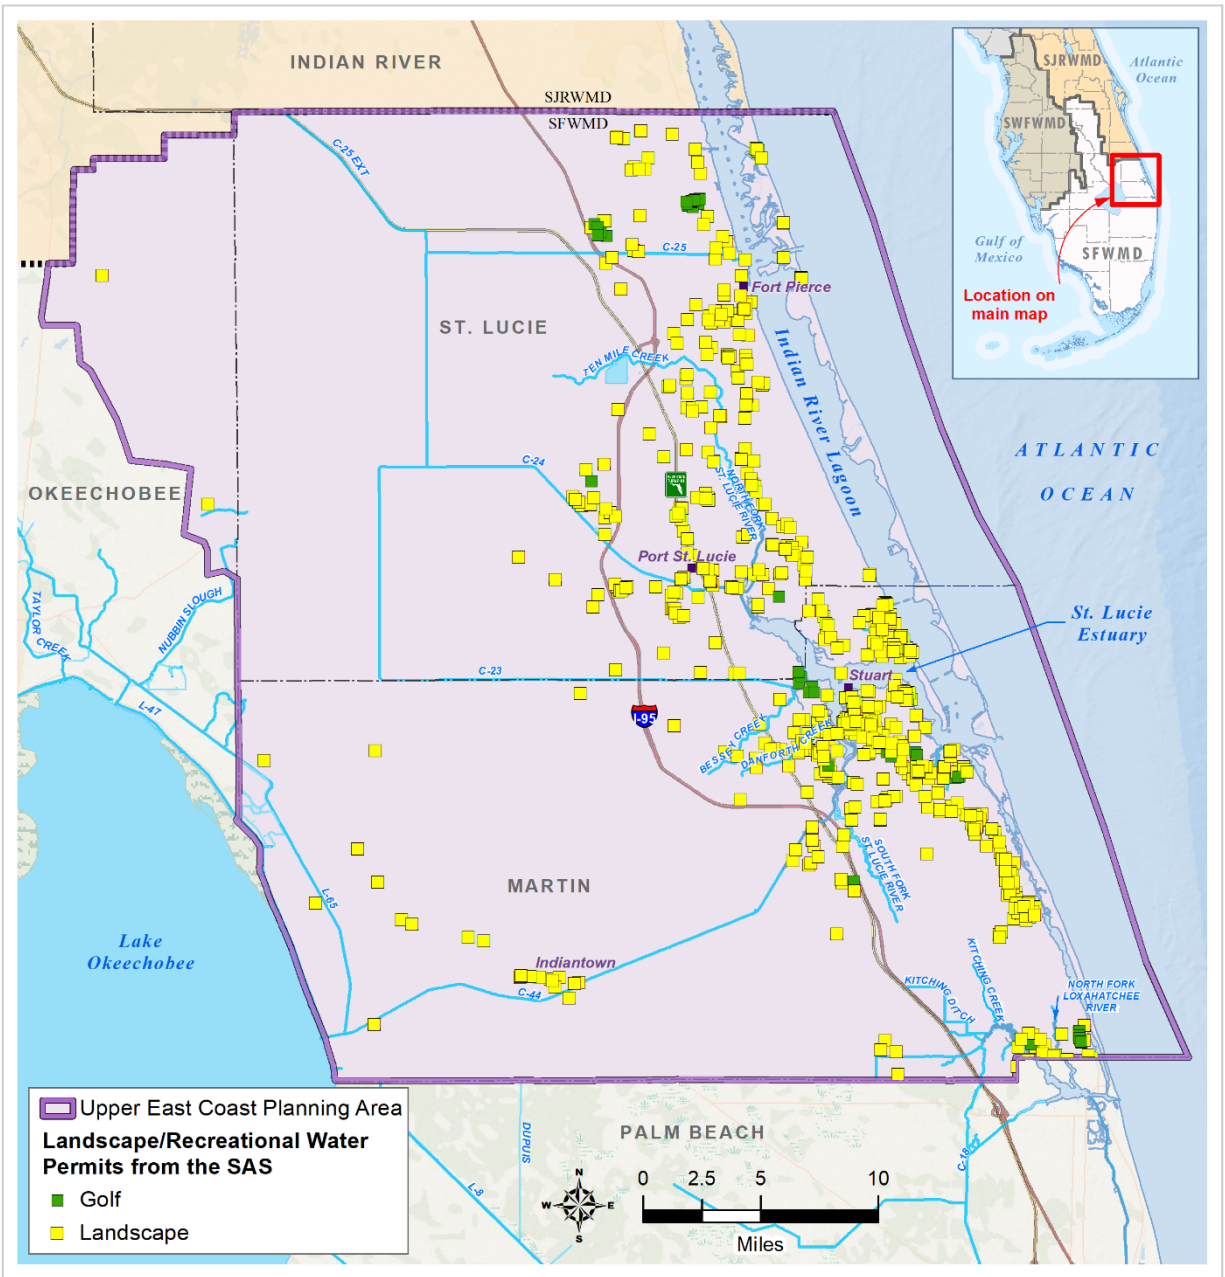 INDIAN RIVER
SJRWMD
SFWMD
C-25 EXT
C-25
Fort Pierce
ST. LUCIE
TEN MILE CREEK
Indian River Lagoon
ATLANTIC
OCEAN
C-24
OKEECHOBEE
NORTH FORK
ST. LUCIE RIVER
Port St. Lucie
TAYLOR CREEK
NUBBIN SLOUGH
St. Lucie
Estuary
C-23
Stuart
L-47
I-95
BESSEY CREEK
DANFORTH CREEK
SOUTH FORK
ST. LUCIE RIVER
MARTIN
L-65
Lake
Okeechobee
Indiantown
C-44
KITCHING CREEK
KITCHING DITCH
NORTH FORK
LOXAHATCHEE
RIVER
PALM BEACH
DUPUIS
L-8
C-18
SJRWMD
Atlantic
Ocean
SWFWMD
Gulf of
Mexico
SFWMD
Location on
main map
Upper East Coast Planning Area
Landscape/Recreational Water
Permits from the SAS
Golf
Landscape
N
W E
S
0 2.5 5 10
Miles